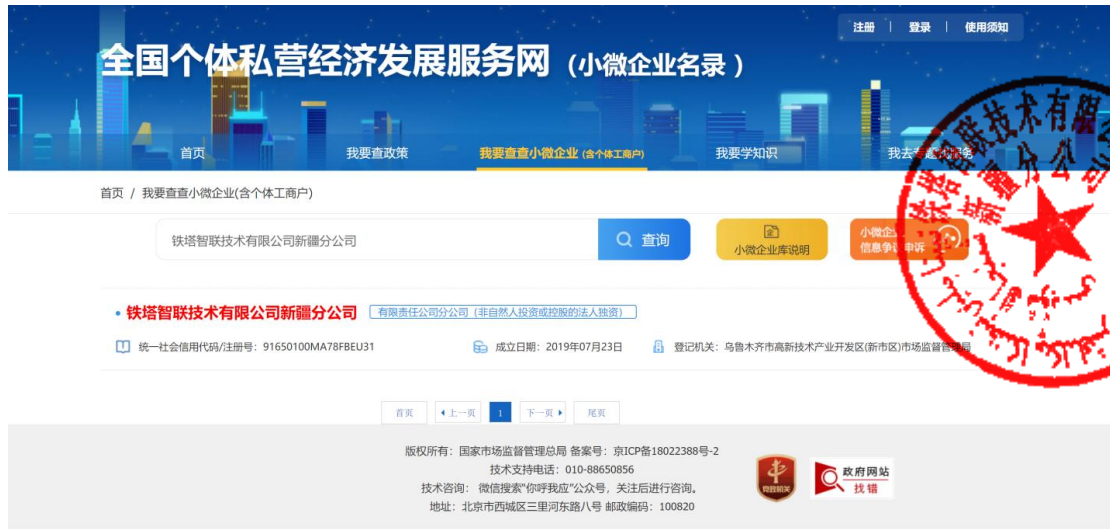 注册 | 登录 | 使用须知
全国个体私营经济发展服务网（小微企业名录）
首页 我要查政策 我要查查小微企业 (含个体工商户) 我要学知识
首页 / 我要查查小微企业(含个体工商户)
铁塔智联技术有限公司新疆分公司 查询 小微企业库说明
铁塔智联技术有限公司新疆分公司 有限责任公司分公司（非自然人投资或控股的法人独资）
统一社会信用代码/注册号：91650100MA78FBEU31 成立日期：2019年07月23日 登记机关：乌鲁木齐市高新技术产业开发区(新市区)市场监督管理局
首页 上一页 1 下一页 尾页
版权所有：国家市场监督管理总局 备案号：京ICP备18022388号-2
技术支持电话：010-88650856
技术咨询： 微信搜索“你呼我应”公众号，关注后进行咨询。
地址：北京市西城区三里河东路八号 邮政编码：100820
党政机关
政府网站
找错